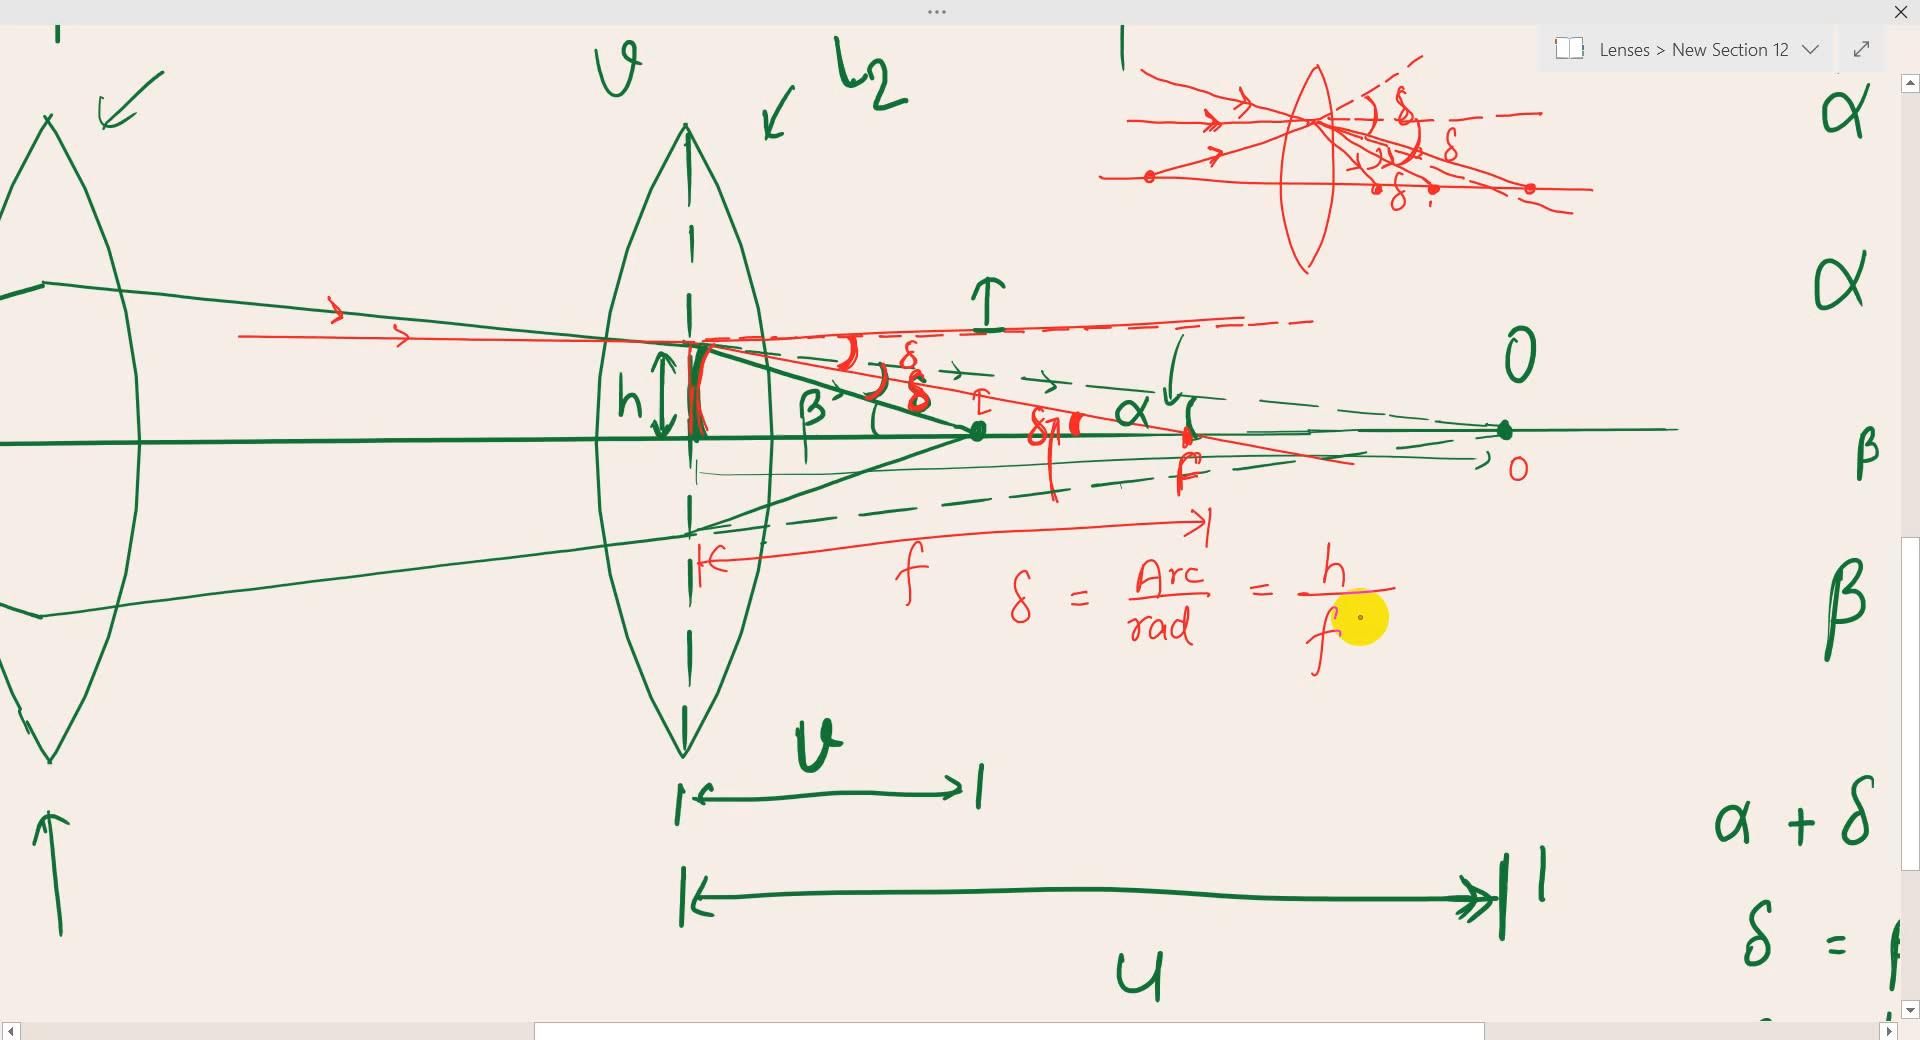 Lenses > New Section 12
v
L2
δ
δ
δ
α
α
O
h
β
δ
δ
I
δ
α
F
O
β
f
δ = Arc/rad = h/f
β
v
α + δ
δ =
u